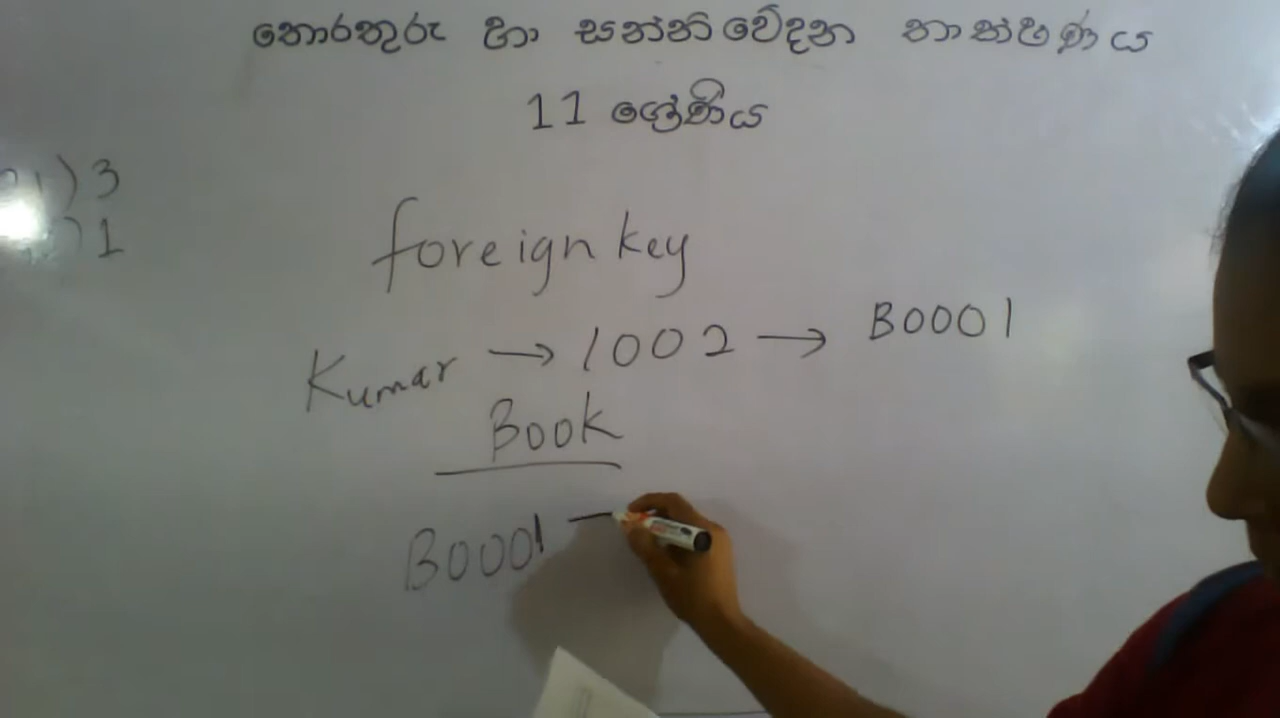 තොරතුරු හා සන්නිවේදන තාක්ෂණය
11 ශ්‍රේණිය
) 3
) 1
foreign key
Kumar → 1002 → B0001
Book
B0001 –